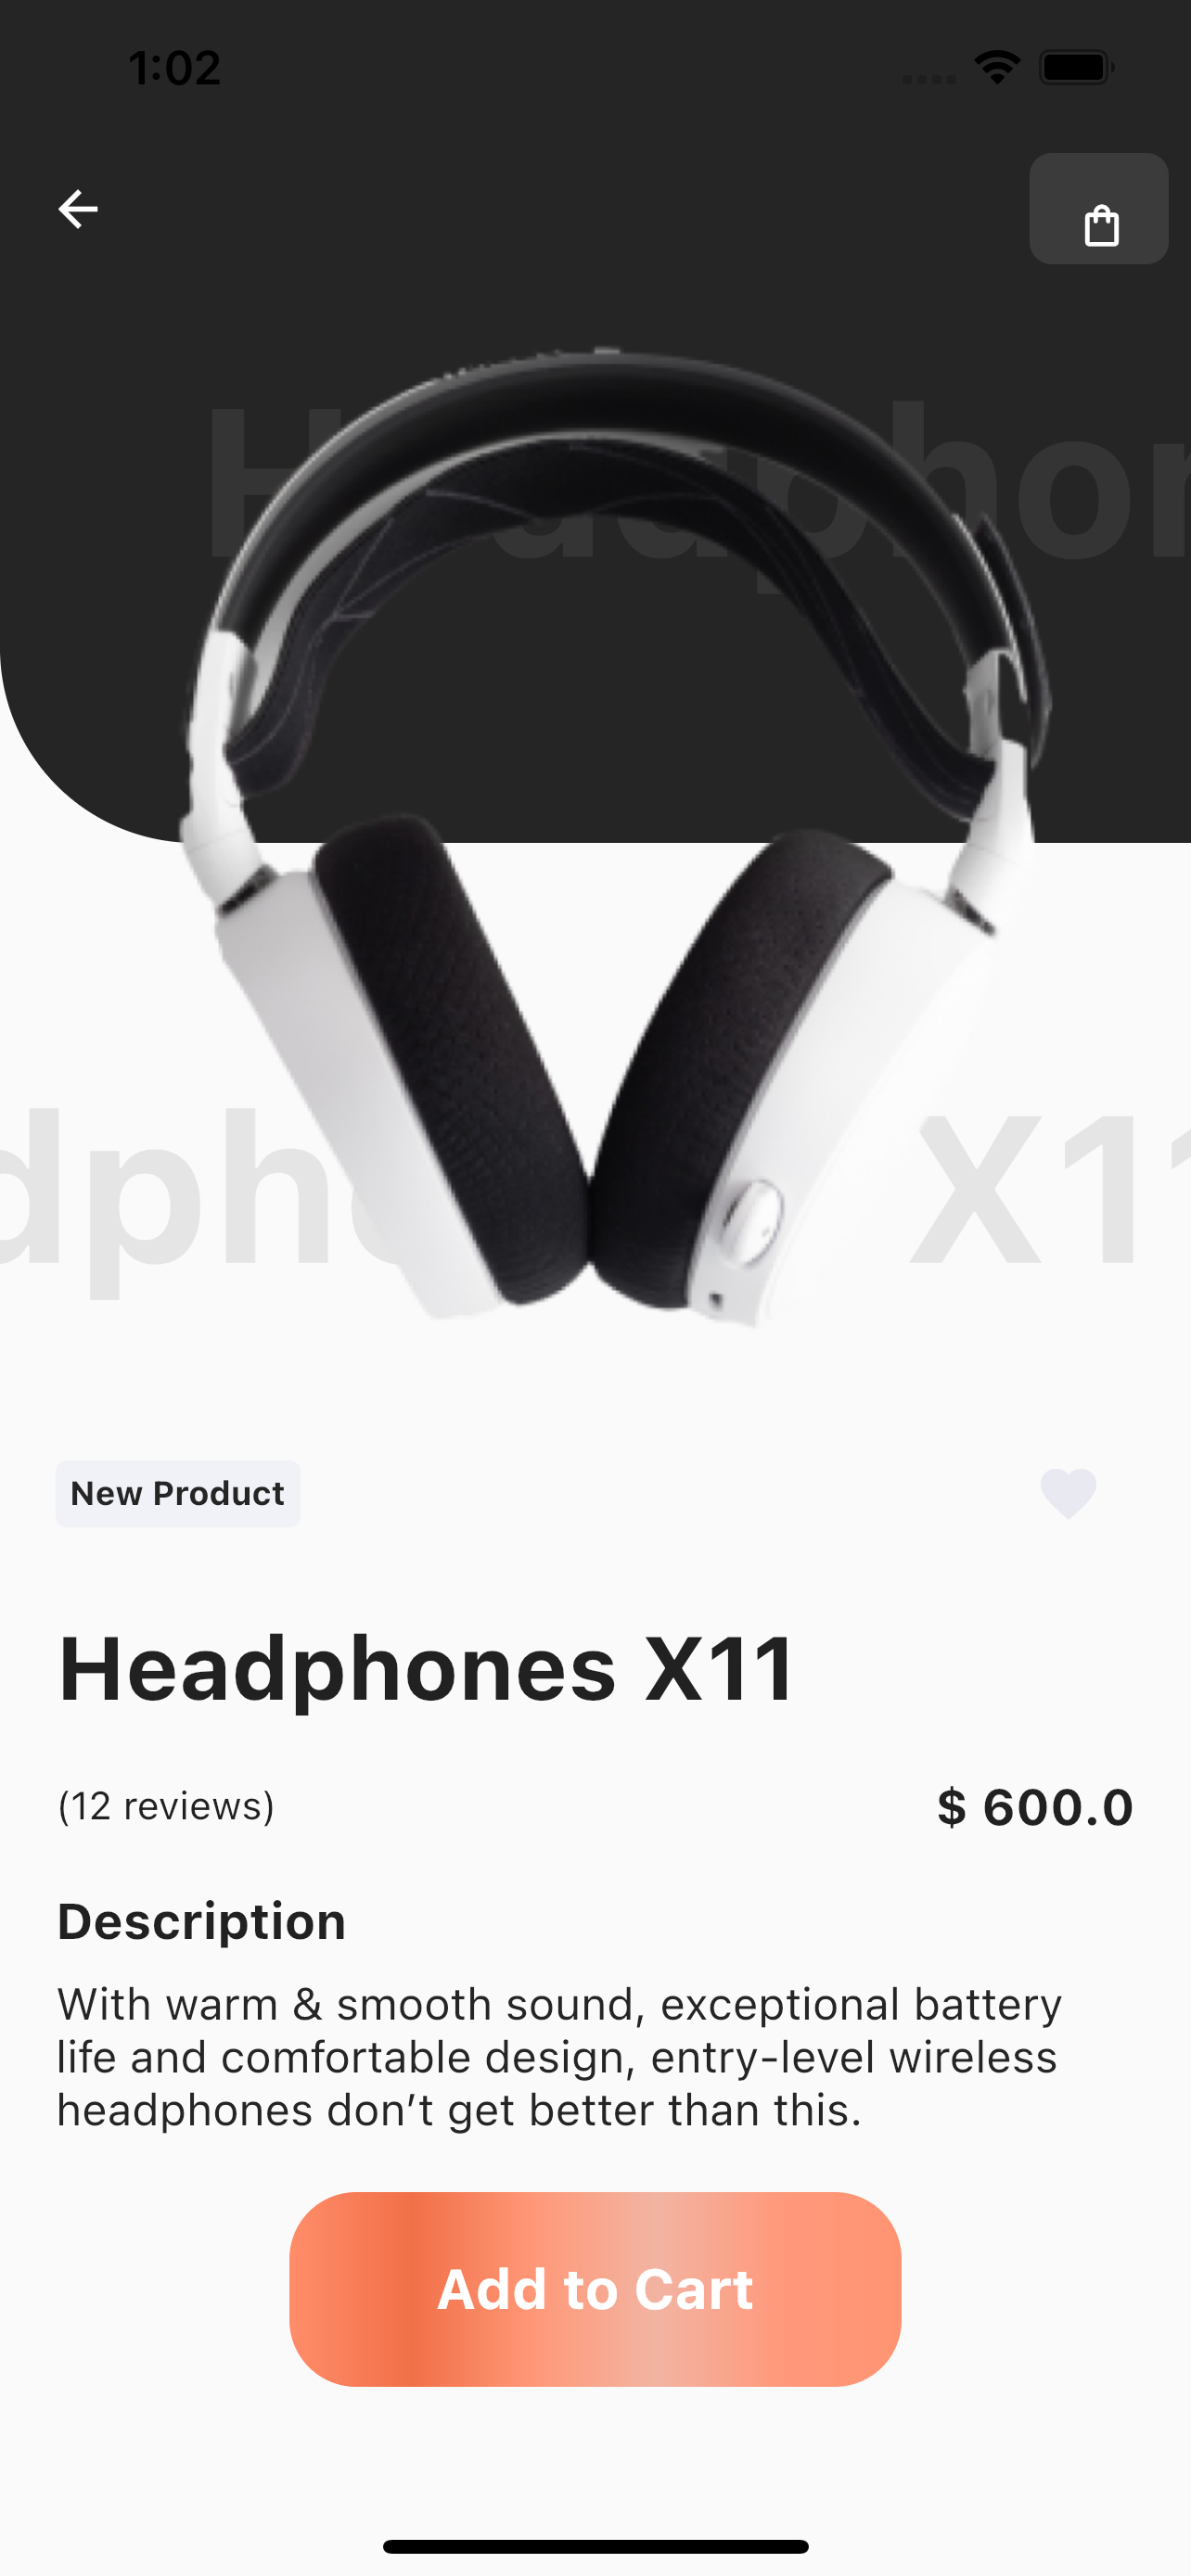 1:02
Headphon
dpho X11
New Product
Headphones X11
(12 reviews)
$ 600.0
Description
With warm & smooth sound, exceptional battery
life and comfortable design, entry-level wireless
headphones don’t get better than this.
Add to Cart